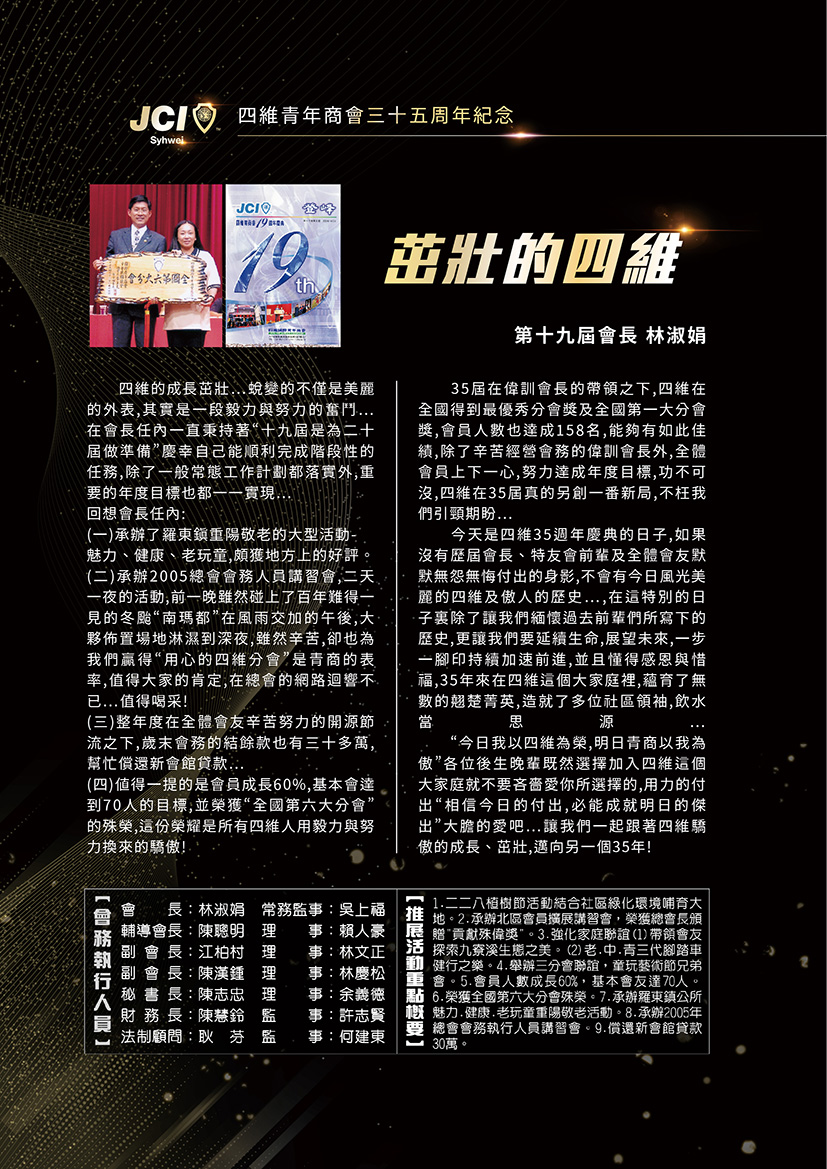 JCI
Syhwei
四維青年商會三十五周年紀念
全國第六大分會
JCI
登峰
19th
茁壯的四維
第十九屆會長 林淑娟
四維的成長茁壯...蛻變的不僅是美麗
的外表,其實是一段毅力與努力的奮鬥...
在會長任內一直秉持著“十九屆是為二十
屆做準備”慶幸自己能順利完成階段性的
任務,除了一般常態工作計劃都落實外,重
要的年度目標也都一一實現...
回想會長任內:
(一)承辦了羅東鎮重陽敬老的大型活動-
魅力、健康、老玩童,頗獲地方上的好評。
(二)承辦2005總會會務人員講習會,二天
一夜的活動,前一晚雖然碰上了百年難得一
見的冬颱“南瑪都”在風雨交加的午後,大
夥佈置場地淋濕到深夜,雖然辛苦,卻也為
我們贏得“用心的四維分會”是青商的表
率,值得大家的肯定,在總會的網路迴響不
已...值得喝采!
(三)整年度在全體會友辛苦努力的開源節
流之下,歲末會務的結餘款也有三十多萬,
幫忙償還新會館貸款...
(四)值得一提的是會員成長60%,基本會達
到70人的目標,並榮獲“全國第六大分會”
的殊榮,這份榮耀是所有四維人用毅力與努
力換來的驕傲!
35屆在偉訓會長的帶領之下,四維在
全國得到最優秀分會獎及全國第一大分會
獎,會員人數也達成158名,能夠有如此佳
績,除了辛苦經營會務的偉訓會長外,全體
會員上下一心,努力達成年度目標,功不可
沒,四維在35屆真的另創一番新局,不枉我
們引頸期盼...
今天是四維35週年慶典的日子,如果
沒有歷屆會長、特友會前輩及全體會友默
默無怨無悔付出的身影,不會有今日風光美
麗的四維及傲人的歷史...,在這特別的日
子裏除了讓我們緬懷過去前輩們所寫下的
歷史,更讓我們要延續生命,展望未來,一步
一腳印持續加速前進,並且懂得感恩與惜
福,35年來在四維這個大家庭裡,蘊育了無
數的翹楚菁英,造就了多位社區領袖,飲水
當思源...
“今日我以四維為榮,明日青商以我為
傲”各位後生晚輩既然選擇加入四維這個
大家庭就不要吝嗇愛你所選擇的,用力的付
出“相信今日的付出,必能成就明日的傑
出”大膽的愛吧...讓我們一起跟著四維驕
傲的成長、茁壯,邁向另一個35年!
【會務執行人員】
會長：林淑娟 常務監事：吳上福
輔導會長：陳聰明 理事：賴人豪
副會長：江柏村 理事：林文正
副會長：陳漢鍾 理事：林慶松
秘書長：陳志忠 理事：余義德
財務長：陳慧鈴 監事：許志賢
法制顧問：耿芬 監事：何建東
【推展活動重點概要】
1.二二八植樹節活動結合社區綠化環境哺育大
地。2.承辦北區會員擴展講習會，榮獲總會長頒
贈“貢獻殊偉獎”。3.強化家庭聯誼(1)帶領會友
探索九寮溪生態之美。(2)老.中.青三代腳踏車
健行之樂。4.舉辦三分會聯誼，童玩藝術節兄弟
會。5.會員人數成長60%，基本會友達70人。
6.榮獲全國第六大分會殊榮。7.承辦羅東鎮公所
魅力.健康.老玩童重陽敬老活動。8.承辦2005年
總會會務執行人員講習會。9.償還新會館貸款
30萬。